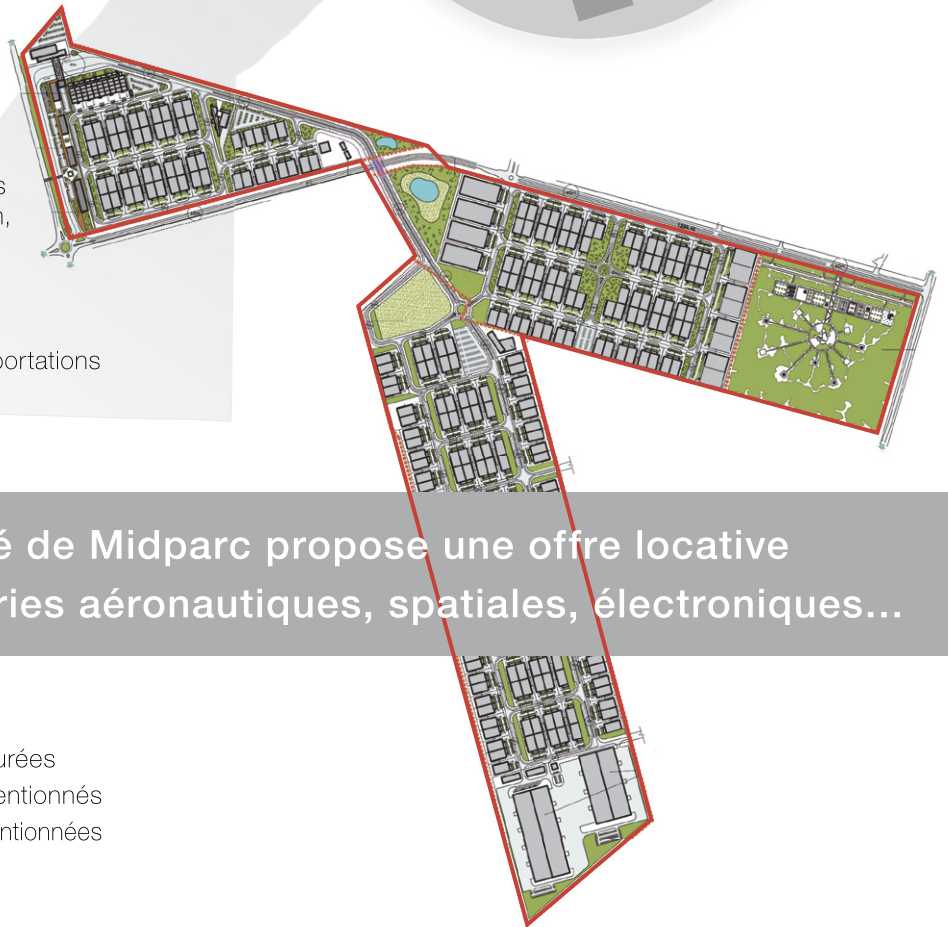 s
n,
portations
é de Midparc propose une offre locative
ries aéronautiques, spatiales, électroniques...
urées
entionnés
ntionnées